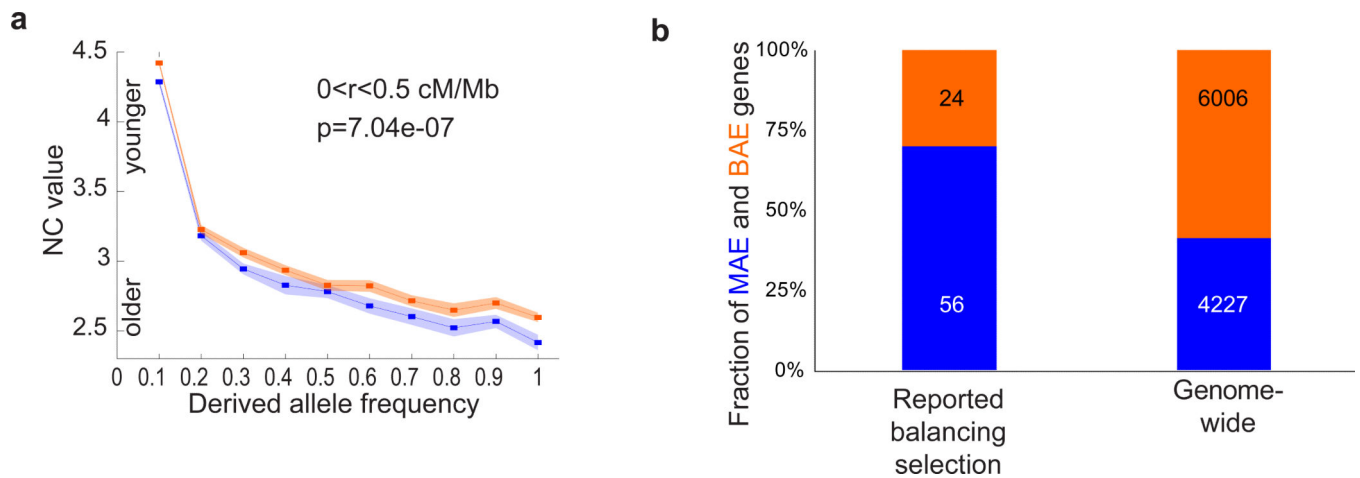 a
4.5
4
3.5
3
2.5
NC value
younger
older
0<r<0.5 cM/Mb
p=7.04e-07
0 0.1 0.2 0.3 0.4 0.5 0.6 0.7 0.8 0.9 1
Derived allele frequency
b
Fraction of MAE and BAE genes
100%
75%
50%
25%
0%
24
56
6006
4227
Reported
balancing
selection
Genome-
wide